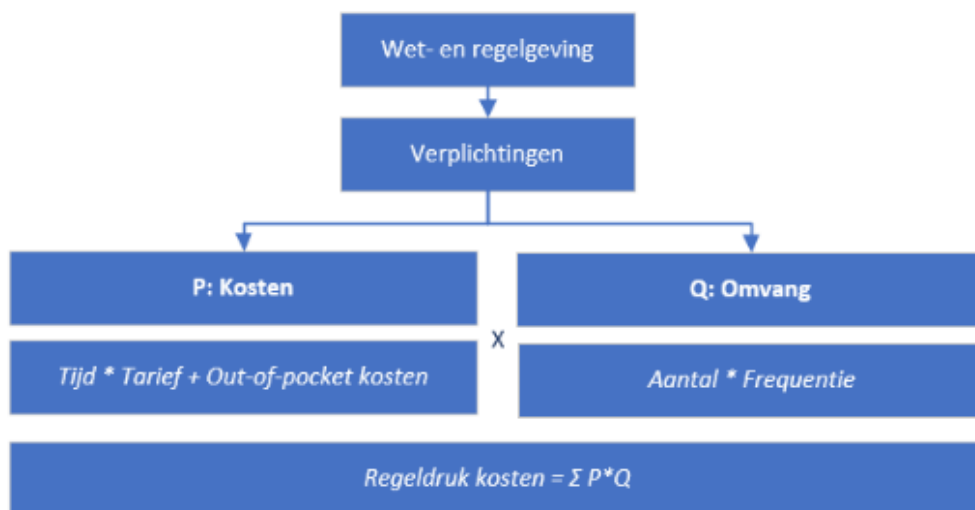 Wet- en regelgeving
Verplichtingen
P: Kosten
Q: Omvang
X
Tijd * Tarief + Out-of-pocket kosten
Aantal * Frequentie
Regeldruk kosten = Σ P*Q